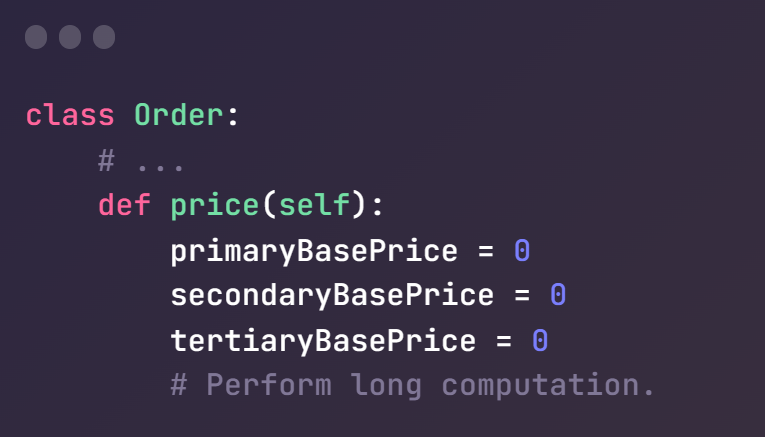 class Order:
    # ...
    def price(self):
        primaryBasePrice = 0
        secondaryBasePrice = 0
        tertiaryBasePrice = 0
        # Perform long computation.